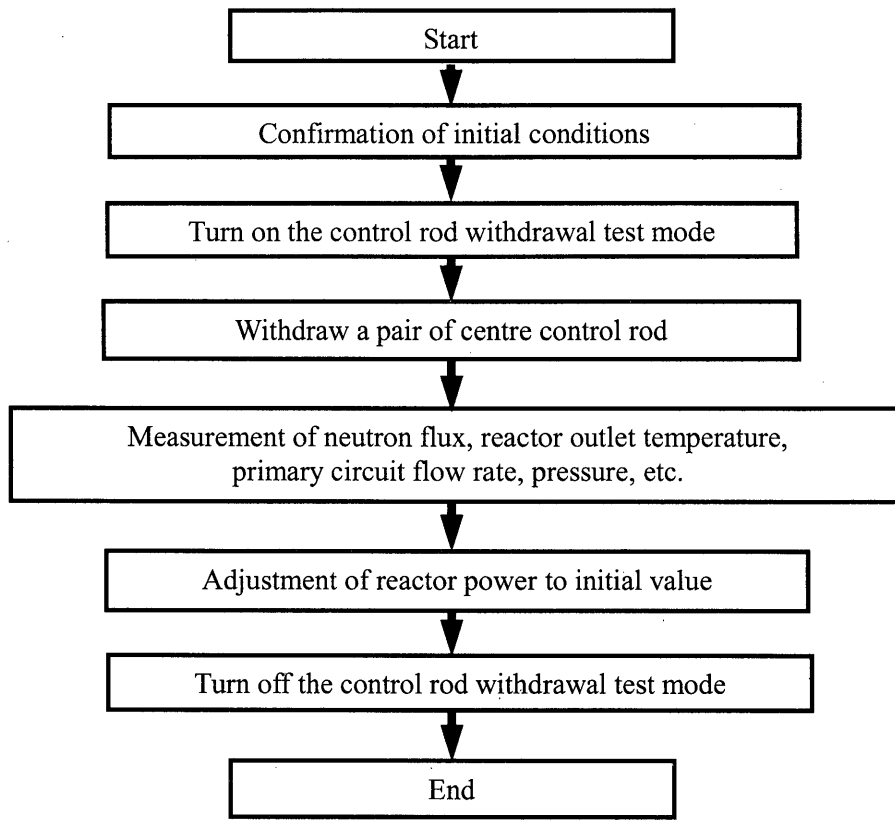 Start
Confirmation of initial conditions
Turn on the control rod withdrawal test mode
Withdraw a pair of centre control rod
Measurement of neutron flux, reactor outlet temperature,
primary circuit flow rate, pressure, etc.
Adjustment of reactor power to initial value
Turn off the control rod withdrawal test mode
End